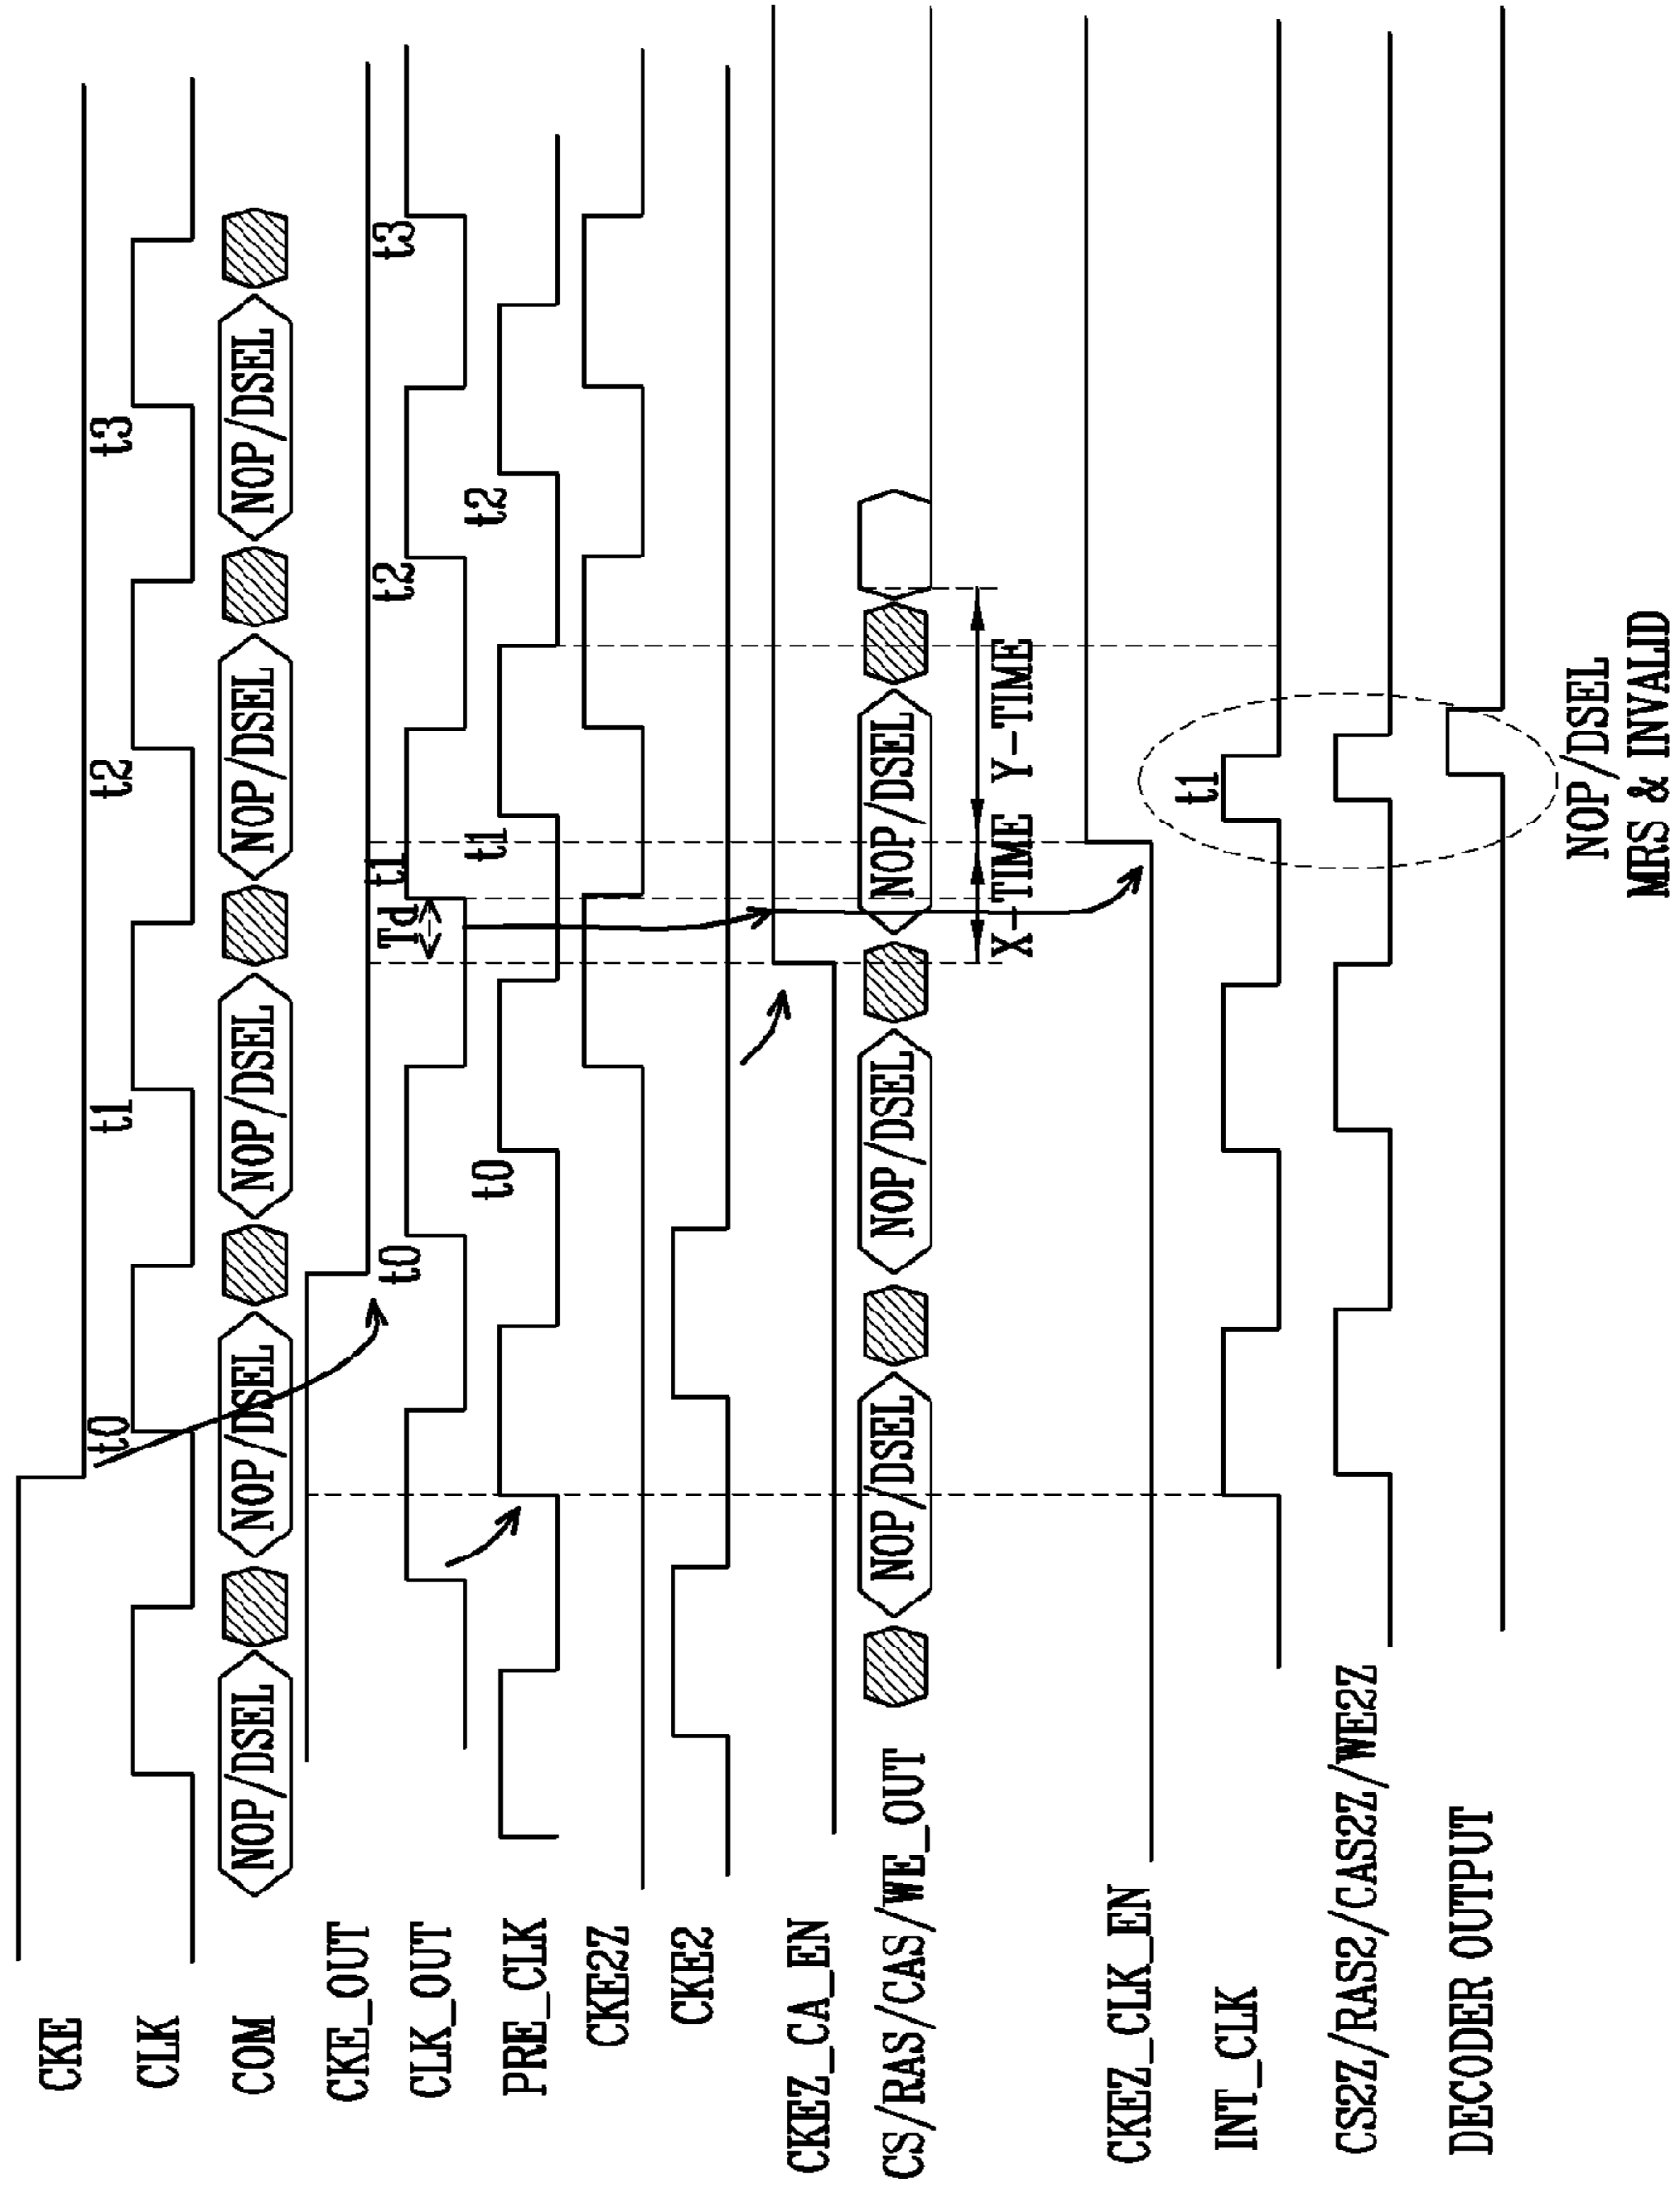 CKE
t0
t1
t2
t3
CLK
COM
NOP/DSEL
NOP/DSEL
NOP/DSEL
NOP/DSEL
NOP/DSEL
CKE_OUT
t0
Td
t1
t2
t3
CLK_OUT
PRE_CLK
t0
t1
t2
CKE2Z
CKE2
CKEZ_CA_EN
CS/RAS/CAS/WE_OUT
NOP/DSEL
NOP/DSEL
NOP/DSEL
X-TIME
Y-TIME
CKEZ_CLK_EN
INT_CLK
t1
CS2Z/RAS2/CAS2Z/WE2Z
DECODER OUTPUT
NOP/DSEL
MRS & INVALID